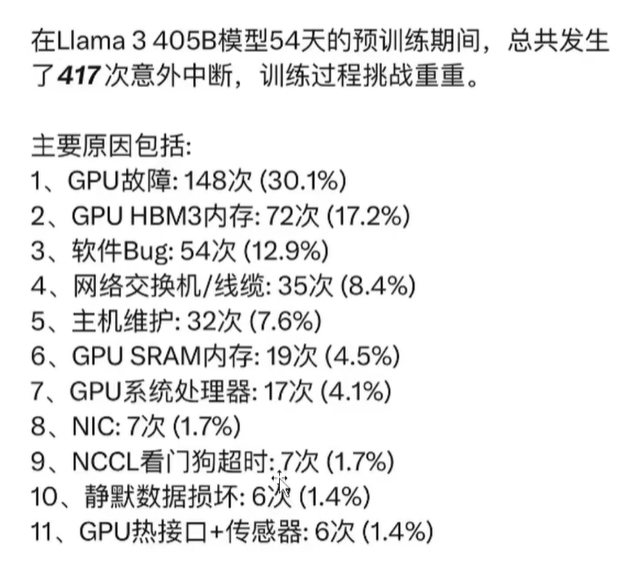 在Llama 3 405B模型54天的预训练期间，总共发生
了417次意外中断，训练过程挑战重重。
主要原因包括:
1、GPU故障: 148次 (30.1%)
2、GPU HBM3内存: 72次 (17.2%)
3、软件Bug: 54次 (12.9%)
4、网络交换机/线缆: 35次 (8.4%)
5、主机维护: 32次 (7.6%)
6、GPU SRAM内存: 19次 (4.5%)
7、GPU系统处理器: 17次 (4.1%)
8、NIC: 7次 (1.7%)
9、NCCL看门狗超时: 7次 (1.7%)
10、静默数据损坏: 6次 (1.4%)
11、GPU热接口+传感器: 6次 (1.4%)